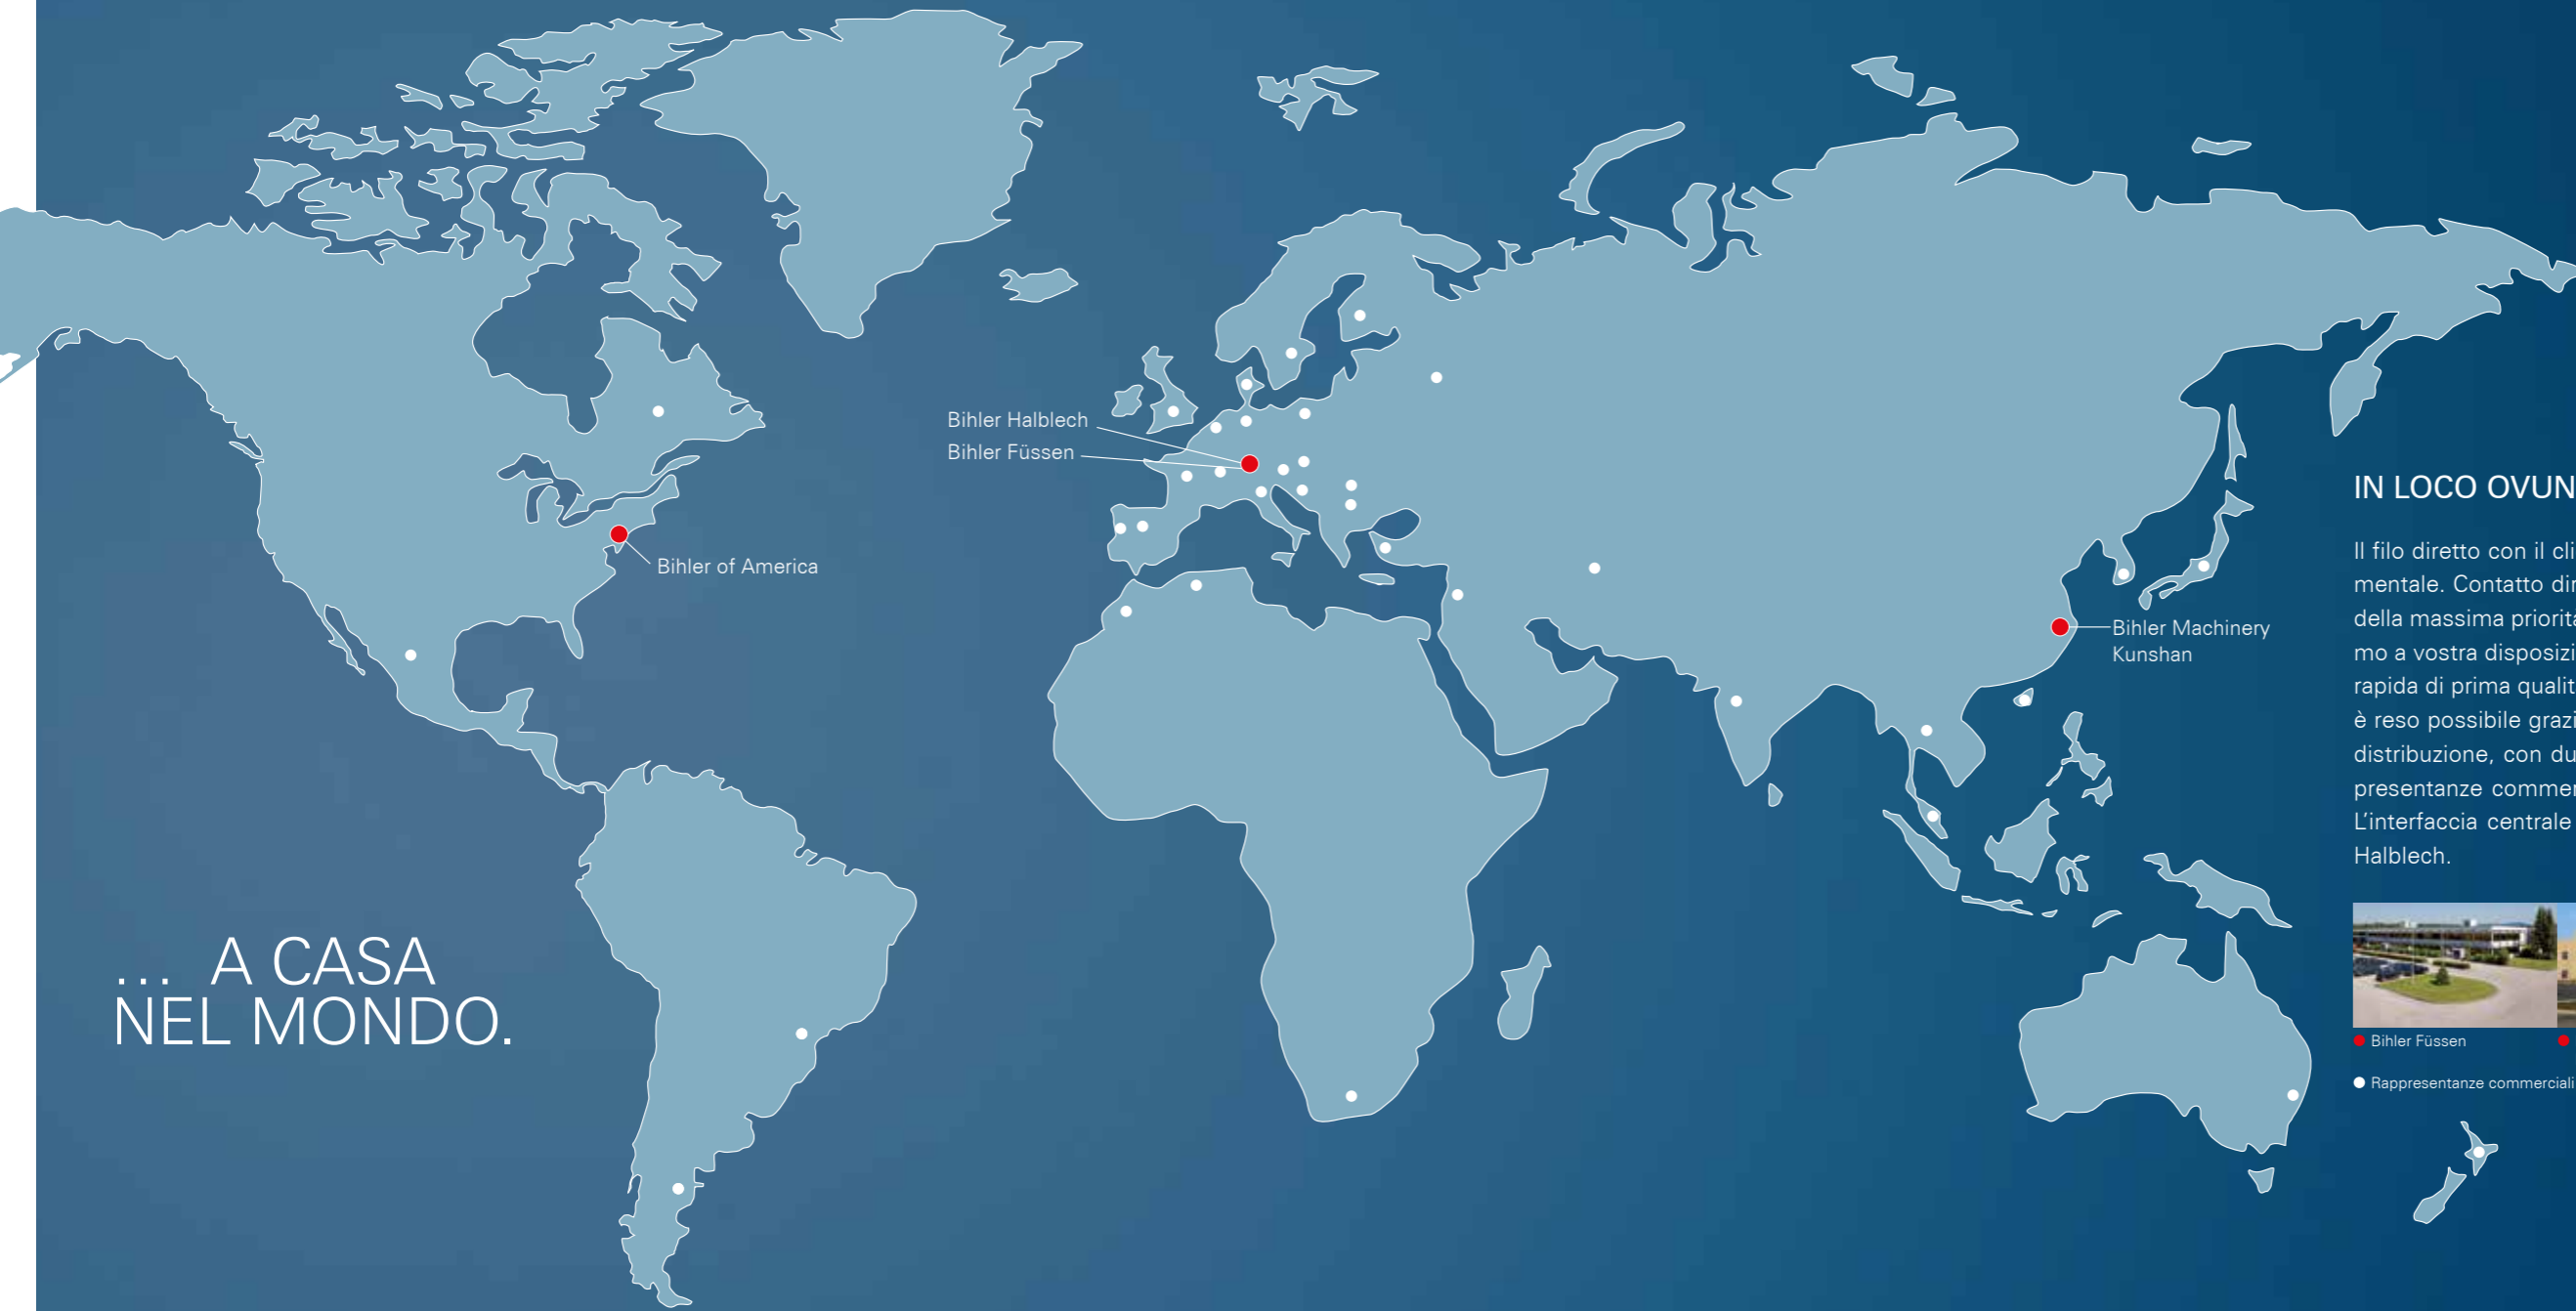 Bihler Halblech
Bihler Füssen
Bihler of America
Bihler Machinery
Kunshan
... A CASA
NEL MONDO.
IN LOCO OVUN
Il filo diretto con il cli
mentale. Contatto dir
della massima priorità
mo a vostra disposizi
rapida di prima qualit
è reso possibile grazi
distribuzione, con du
presentanze commer
L'interfaccia centrale
Halblech.
Bihler Füssen
Rappresentanze commerciali